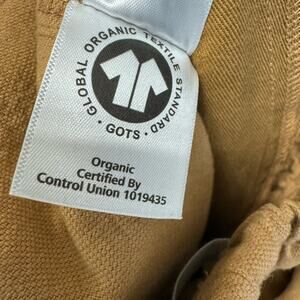 GLOBAL ORGANIC TEXTILE STANDARD
· GOTS ·
Organic
Certified By
Control Union 1019435